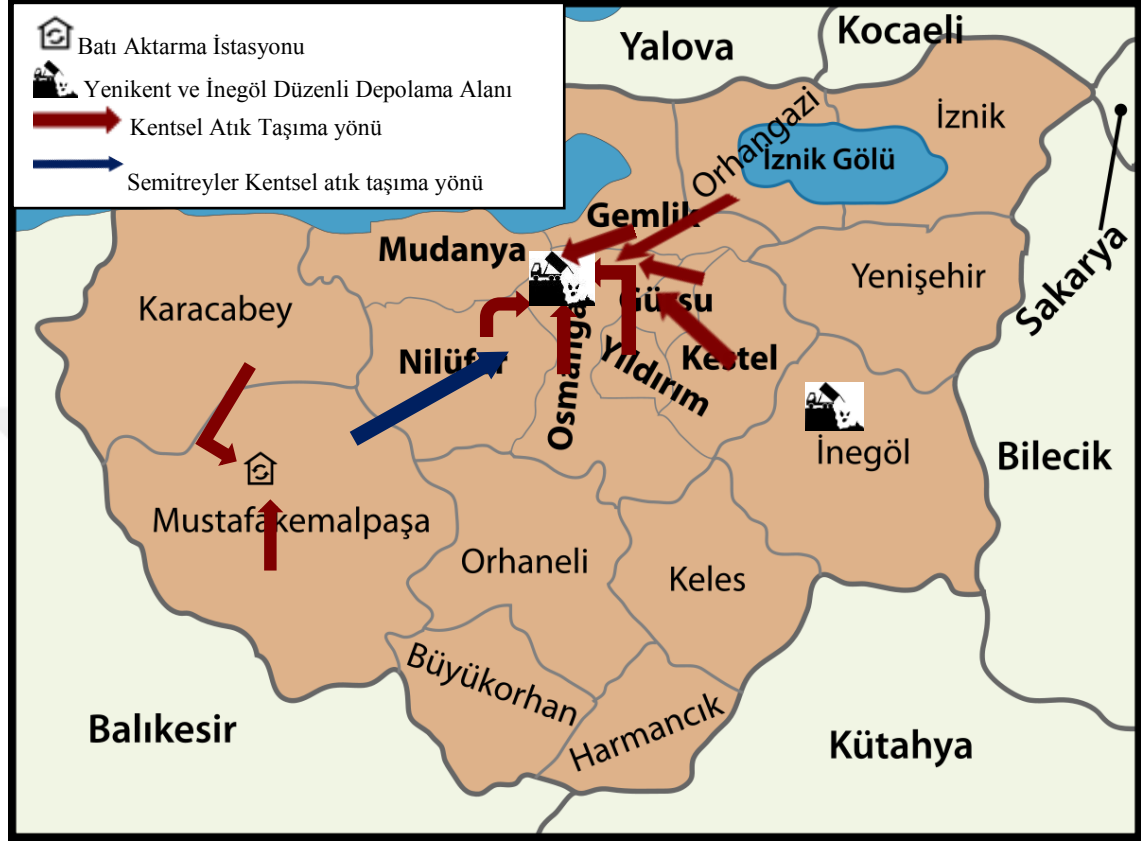 Batı Aktarma İstasyonu
Yenikent ve İnegöl Düzenli Depolama Alanı
Kentsel Atık Taşıma yönü
Semitreyler Kentsel atık taşıma yönü
Yalova
Kocaeli
İznik
Orhangazi
İznik Gölü
Gemlik
Mudanya
Karacabey
Yenişehir
Sakarya
Gürsu
Nilüfer
Yıldırım
Kestel
Osmanga
İnegöl
Bilecik
Mustafakemalpaşa
Orhaneli
Keles
Büyükorhan
Harmancık
Balıkesir
Kütahya